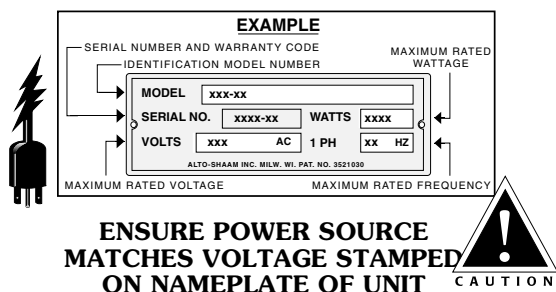 EXAMPLE
SERIAL NUMBER AND WARRANTY CODE
IDENTIFICATION MODEL NUMBER
MAXIMUM RATED
WATTAGE
MODEL xxx-xx
SERIAL NO. xxxx-xx WATTS xxxx
VOLTS xxx AC 1 PH xx HZ
ALTO-SHAAM INC. MILW. WI. PAT. NO. 3521030
MAXIMUM RATED VOLTAGE MAXIMUM RATED FREQUENCY
ENSURE POWER SOURCE
MATCHES VOLTAGE STAMPED
ON NAMEPLATE OF UNIT
CAUTION